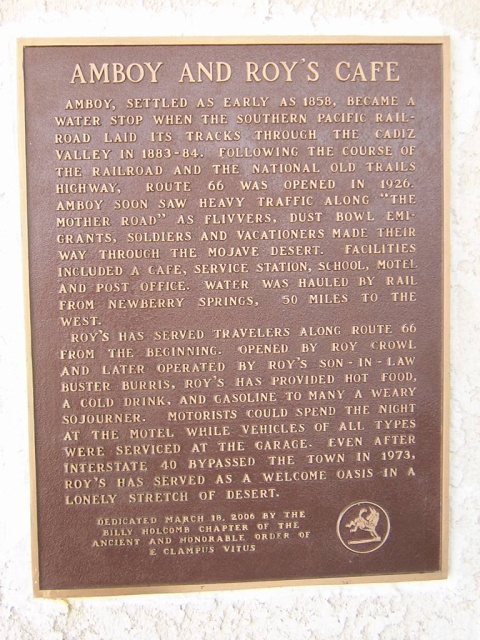 AMBOY AND ROY'S CAFE
AMBOY, SETTLED AS EARLY AS 1858, BECAME A
WATER STOP WHEN THE SOUTHERN PACIFIC RAIL-
ROAD LAID ITS TRACKS THROUGH THE CADIZ
VALLEY IN 1883-84. FOLLOWING THE COURSE OF
THE RAILROAD AND THE NATIONAL OLD TRAILS
HIGHWAY, ROUTE 66 WAS OPENED IN 1926.
AMBOY SOON SAW HEAVY TRAFFIC ALONG "THE
MOTHER ROAD" AS FLIVVERS, DUST BOWL EMI-
GRANTS, SOLDIERS AND VACATIONERS MADE THEIR
WAY THROUGH THE MOJAVE DESERT. FACILITIES
INCLUDED A CAFE, SERVICE STATION, SCHOOL, MOTEL
AND POST OFFICE. WATER WAS HAULED BY RAIL
FROM NEWBERRY SPRINGS, 50 MILES TO THE
WEST.
ROY'S HAS SERVED TRAVELERS ALONG ROUTE 66
FROM THE BEGINNING. OPENED BY ROY CROWL
AND LATER OPERATED BY ROY'S SON-IN-LAW
BUSTER BURRIS, ROY'S HAS PROVIDED HOT FOOD,
A COLD DRINK, AND GASOLINE TO MANY A WEARY
SOJOURNER. MOTORISTS COULD SPEND THE NIGHT
AT THE MOTEL WHILE VEHICLES OF ALL TYPES
WERE SERVICED AT THE GARAGE. EVEN AFTER
INTERSTATE 40 BYPASSED THE TOWN IN 1973,
ROY'S HAS SERVED AS A WELCOME OASIS IN A
LONELY STRETCH OF DESERT.
DEDICATED MARCH 18, 2006 BY THE
BILLY HOLCOMB CHAPTER OF THE
ANCIENT AND HONORABLE ORDER OF
E CLAMPUS VITUS